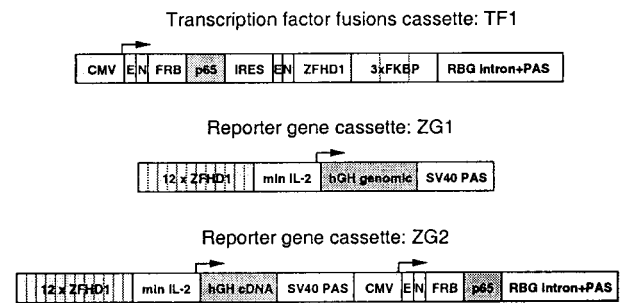 Transcription factor fusions cassette: TF1
CMV E N FRB p65 IRES E N ZFHD1 3xFKBP RBG Intron+PAS
Reporter gene cassette: ZG1
12 x ZFHD1 min IL-2 hGH genomic SV40 PAS
Reporter gene cassette: ZG2
12 x ZFHD1 min IL-2 hGH cDNA SV40 PAS CMV E N FRB p65 RBG Intron+PAS